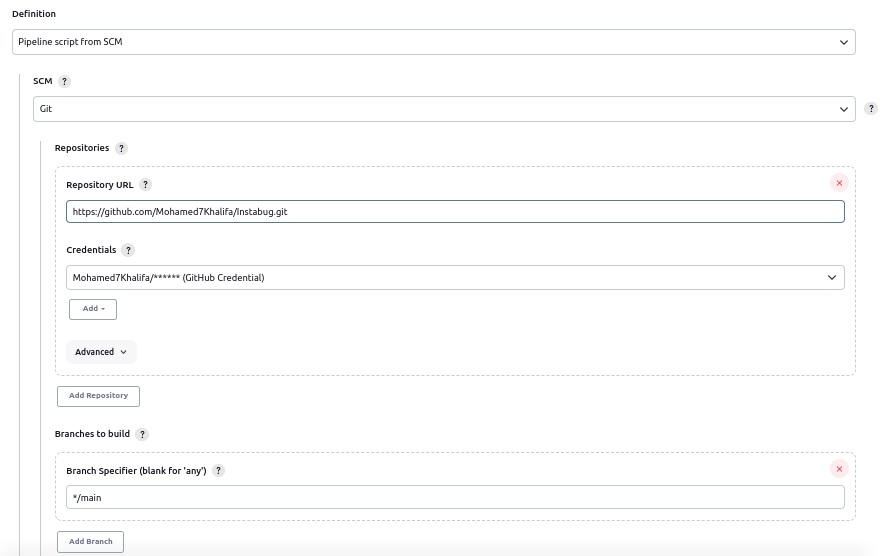 Definition
Pipeline script from SCM
SCM ?
Git
?
Repositories ?
Repository URL ?
https://github.com/Mohamed7Khalifa/Instabug.git
Credentials ?
Mohamed7Khalifa/****** (GitHub Credential)
Add
Advanced
Add Repository
Branches to build ?
Branch Specifier (blank for 'any') ?
*/main
Add Branch